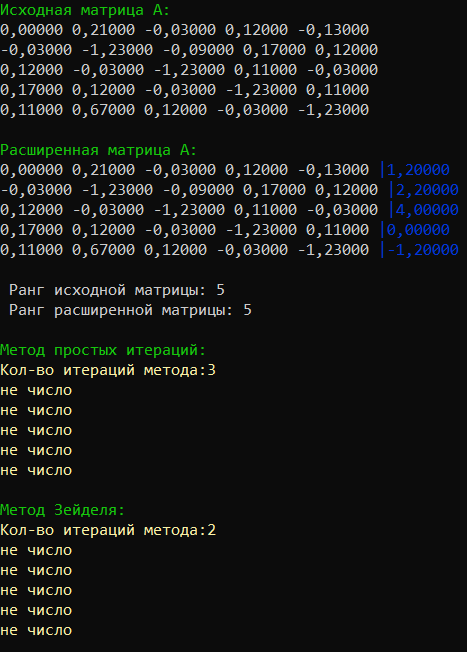 Исходная матрица A:
0,00000 0,21000 -0,03000 0,12000 -0,13000
-0,03000 -1,23000 -0,09000 0,17000 0,12000
0,12000 -0,03000 -1,23000 0,11000 -0,03000
0,17000 0,12000 -0,03000 -1,23000 0,11000
0,11000 0,67000 0,12000 -0,03000 -1,23000
Расширенная матрица A:
0,00000 0,21000 -0,03000 0,12000 -0,13000 |1,20000
-0,03000 -1,23000 -0,09000 0,17000 0,12000 |2,20000
0,12000 -0,03000 -1,23000 0,11000 -0,03000 |4,00000
0,17000 0,12000 -0,03000 -1,23000 0,11000 |0,00000
0,11000 0,67000 0,12000 -0,03000 -1,23000 |-1,20000
Ранг исходной матрицы: 5
Ранг расширенной матрицы: 5
Метод простых итераций:
Кол-во итераций метода:3
не число
не число
не число
не число
не число
Метод Зейделя:
Кол-во итераций метода:2
не число
не число
не число
не число
не число